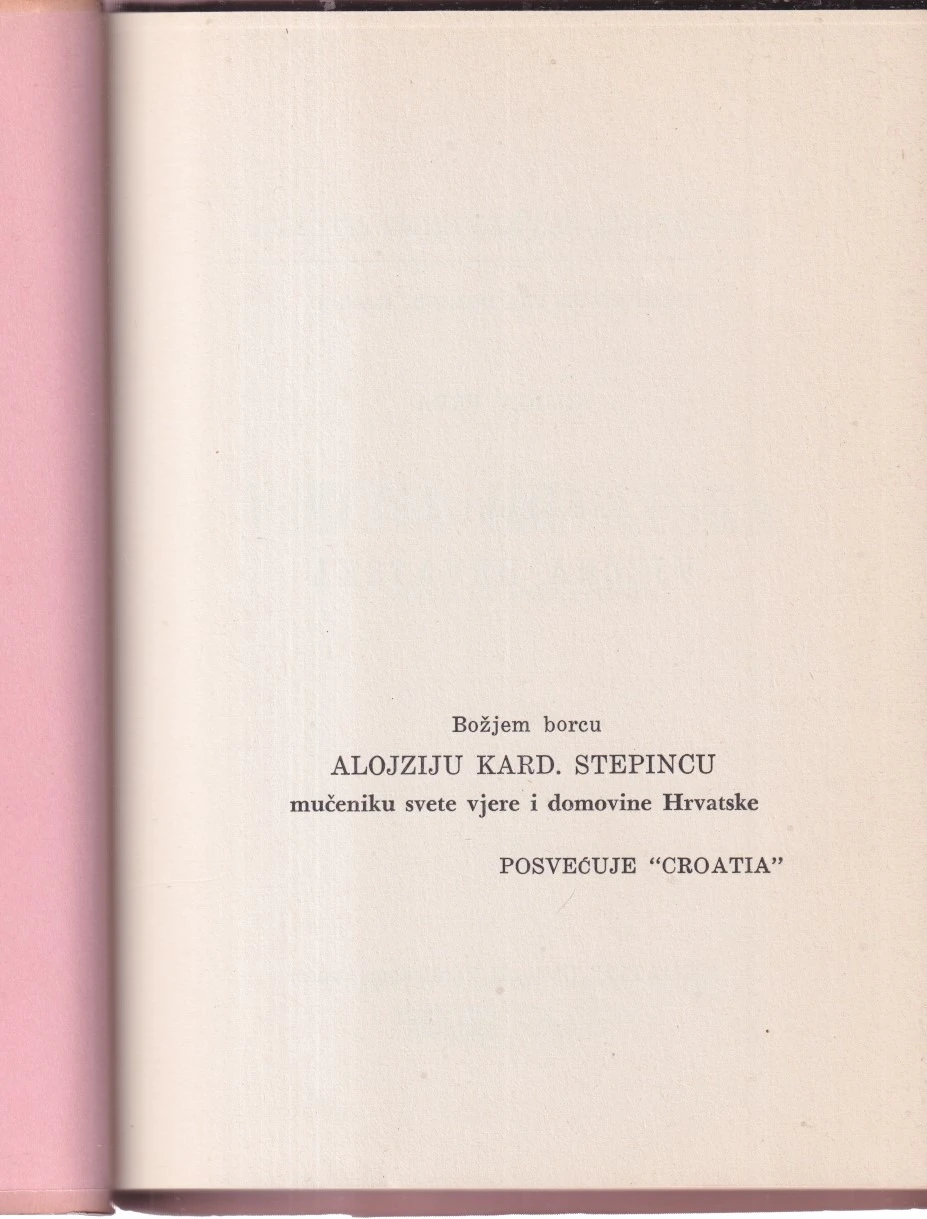 Božjem borcu
ALOJZIJU KARD. STEPINCU
mučeniku svete vjere i domovine Hrvatske
POSVEĆUJE “CROATIA”